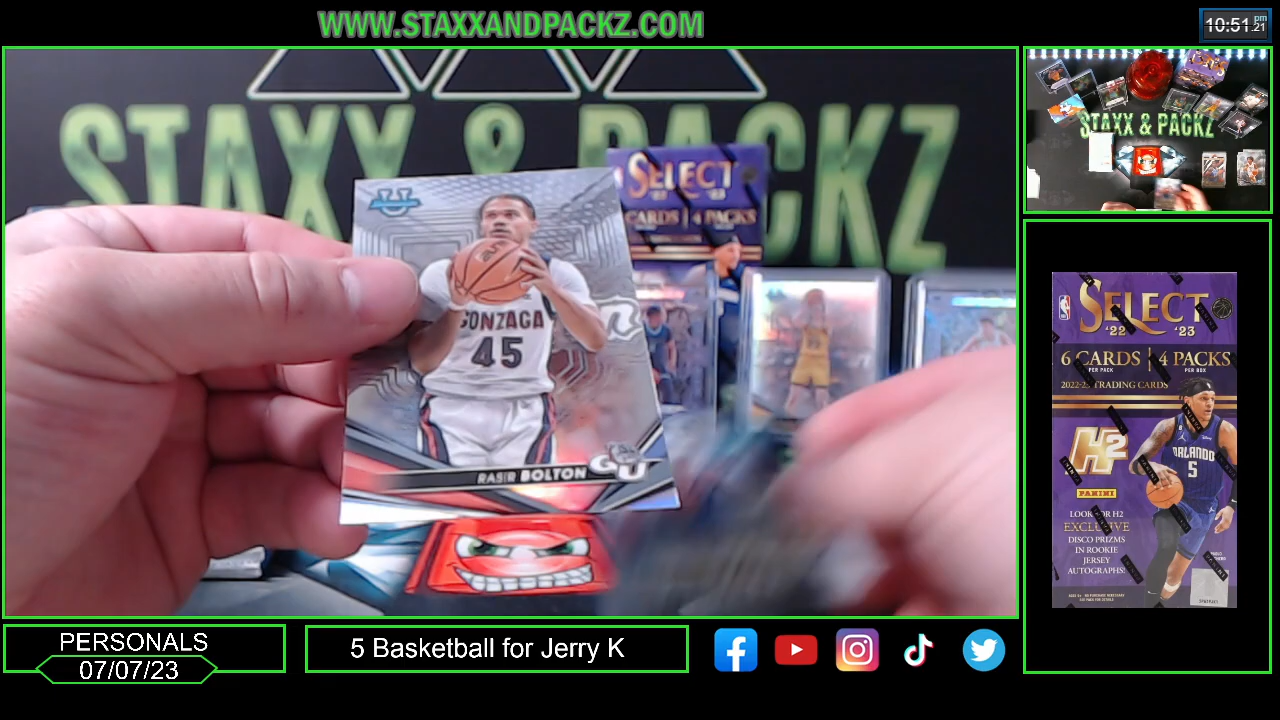 WWW.STAXXANDPACKZ.COM
10:51 pm .21
STAXX & PACKZ
SELECT
CARDS | 4 PACKS
U
GONZAGA
45
RASIR BOLTON
GU
STAXX & PACKZ
SELECT
'22 '23
6 CARDS | 4 PACKS
PER PACK PER BOX
2022-23 TRADING CARDS
H2
PANINI
ORLANDO
5
LOOK FOR H2
EXCLUSIVE
DISCO PRIZMS
IN ROOKIE
JERSEY
AUTOGRAPHS!
PERSONALS
07/07/23
5 Basketball for Jerry K